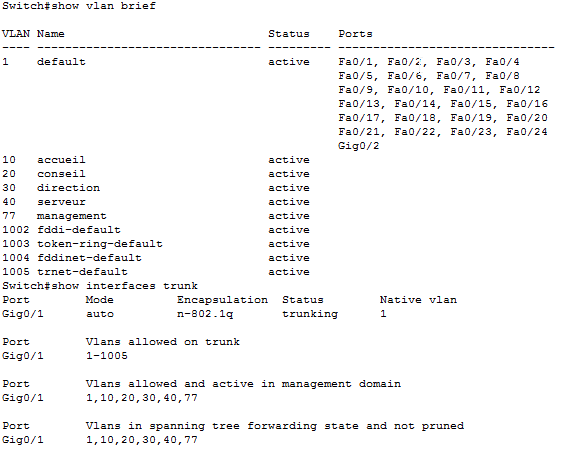 Switch#show vlan brief
VLAN Name Status Ports
---- -------------------------------- --------- -------------------------------
1 default active Fa0/1, Fa0/2, Fa0/3, Fa0/4
Fa0/5, Fa0/6, Fa0/7, Fa0/8
Fa0/9, Fa0/10, Fa0/11, Fa0/12
Fa0/13, Fa0/14, Fa0/15, Fa0/16
Fa0/17, Fa0/18, Fa0/19, Fa0/20
Fa0/21, Fa0/22, Fa0/23, Fa0/24
Gig0/2
10 accueil active
20 conseil active
30 direction active
40 serveur active
77 management active
1002 fddi-default active
1003 token-ring-default active
1004 fddinet-default active
1005 trnet-default active
Switch#show interfaces trunk
Port Mode Encapsulation Status Native vlan
Gig0/1 auto n-802.1q trunking 1
Port Vlans allowed on trunk
Gig0/1 1-1005
Port Vlans allowed and active in management domain
Gig0/1 1,10,20,30,40,77
Port Vlans in spanning tree forwarding state and not pruned
Gig0/1 1,10,20,30,40,77